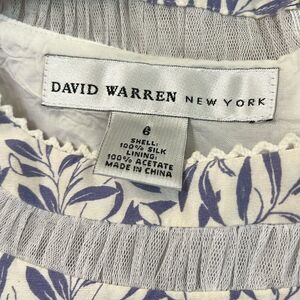 DAVID WARREN NEW YORK
6
SHELL:
100% SILK
LINING:
100% ACETATE
MADE IN CHINA